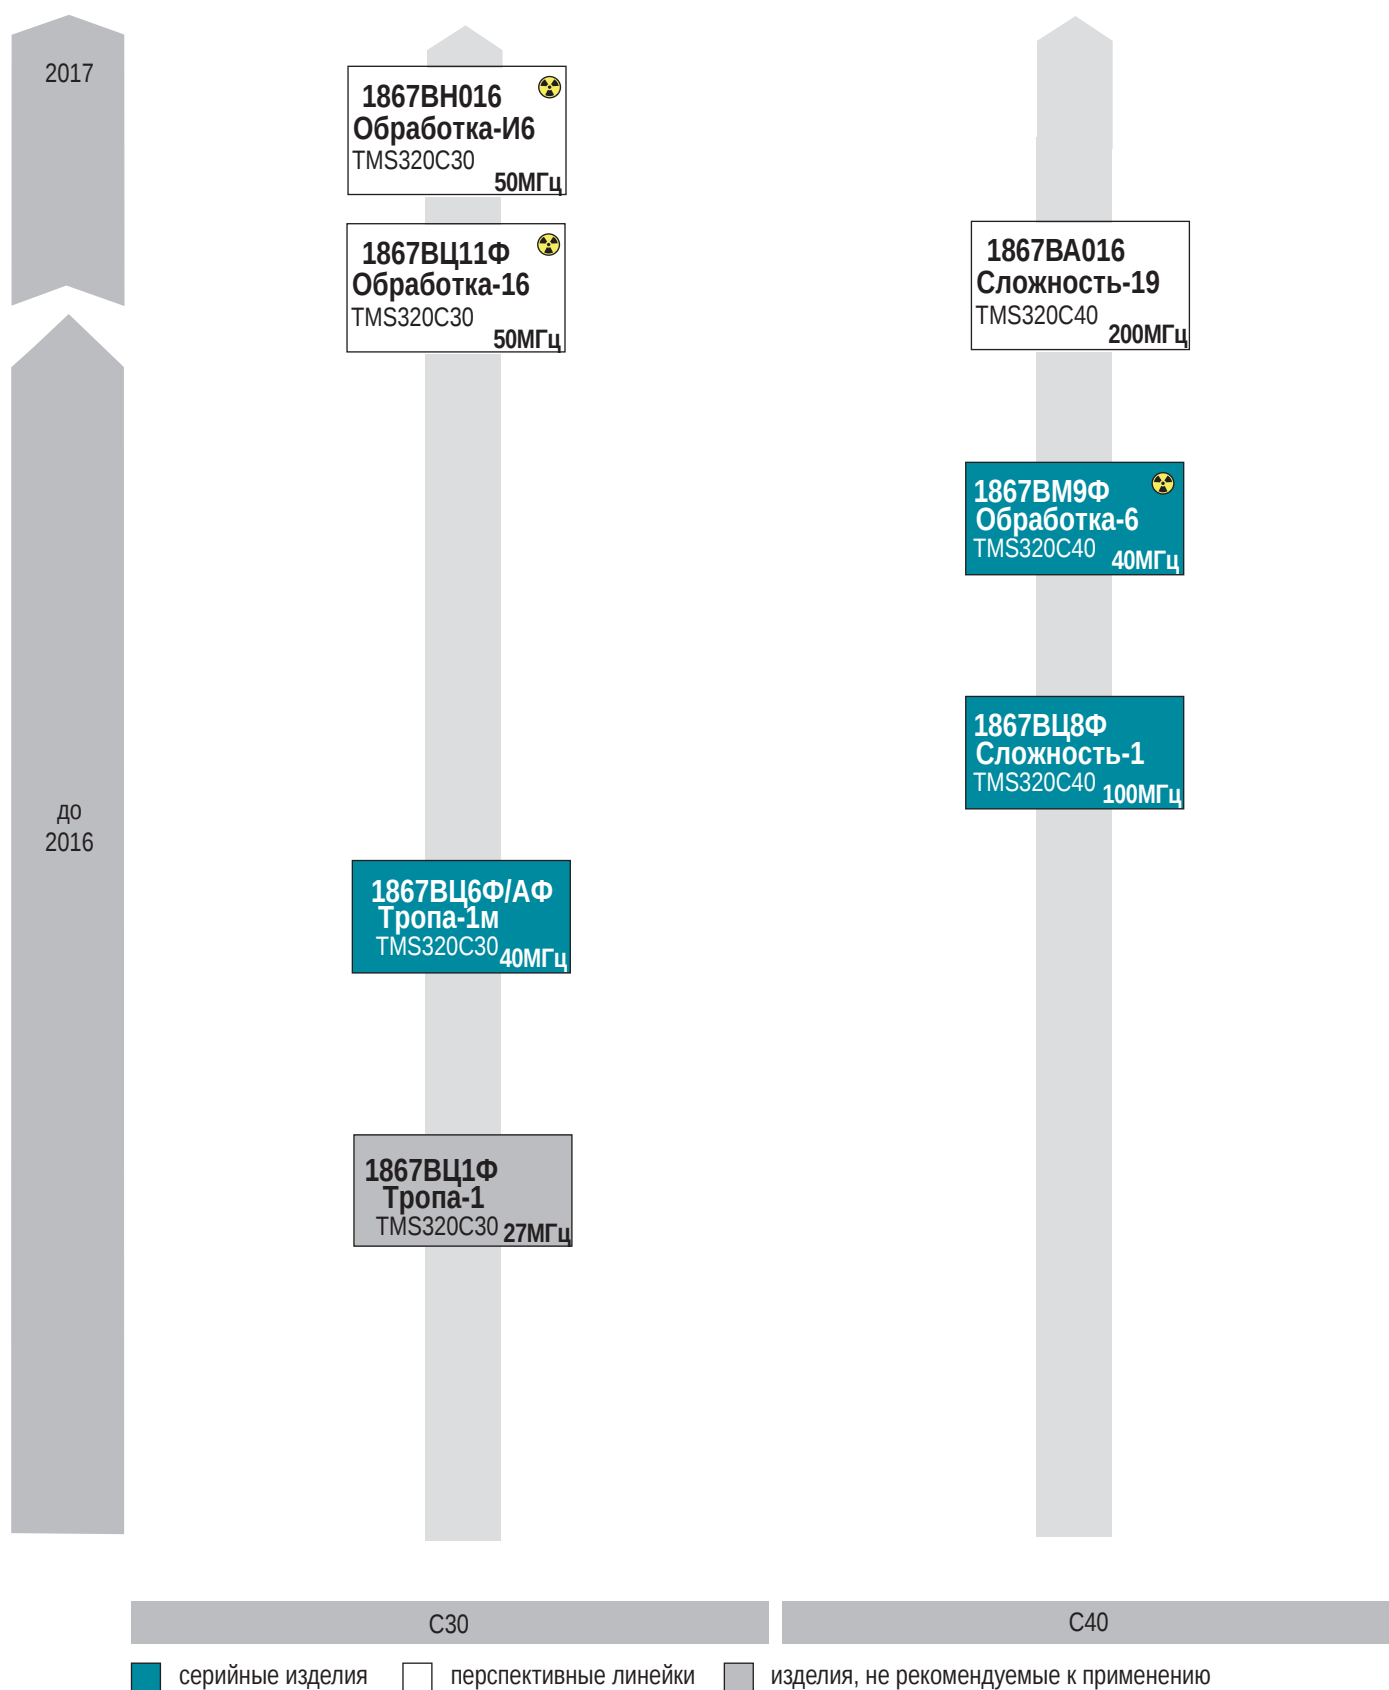 2017
1867ВН016
Обработка-И6
TMS320C30
50МГц
1867ВЦ11Ф
Обработка-16
TMS320C30
50МГц
1867ВА016
Сложность-19
TMS320C40
200МГц
1867ВМ9Ф
Обработка-6
TMS320C40
40МГц
1867ВЦ8Ф
Сложность-1
TMS320C40
100МГц
до
2016
1867ВЦ6Ф/АФ
Тропа-1м
TMS320C30
40МГц
1867ВЦ1Ф
Тропа-1
TMS320C30
27МГц
C30
C40
серийные изделия
перспективные линейки
изделия, не рекомендуемые к применению